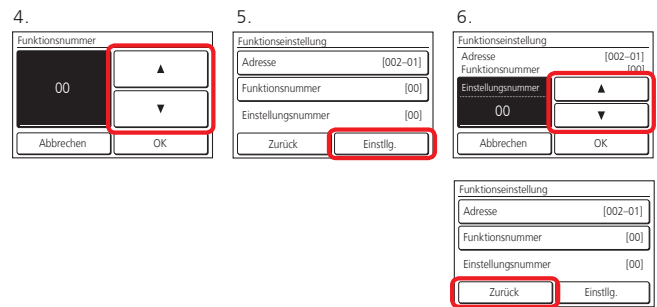 4.
Funktionsnummer
00
▲
▼
Abbrechen OK
5.
Funktionseinstellung
Adresse [002–01]
Funktionsnummer [00]
Einstellungsnummer [00]
Zurück Einstllg.
6.
Funktionseinstellung
Adresse [002–01]
Funktionsnummer [00]
Einstellungsnummer
00
▲
▼
Abbrechen OK
Funktionseinstellung
Adresse [002–01]
Funktionsnummer [00]
Einstellungsnummer [00]
Zurück Einstllg.